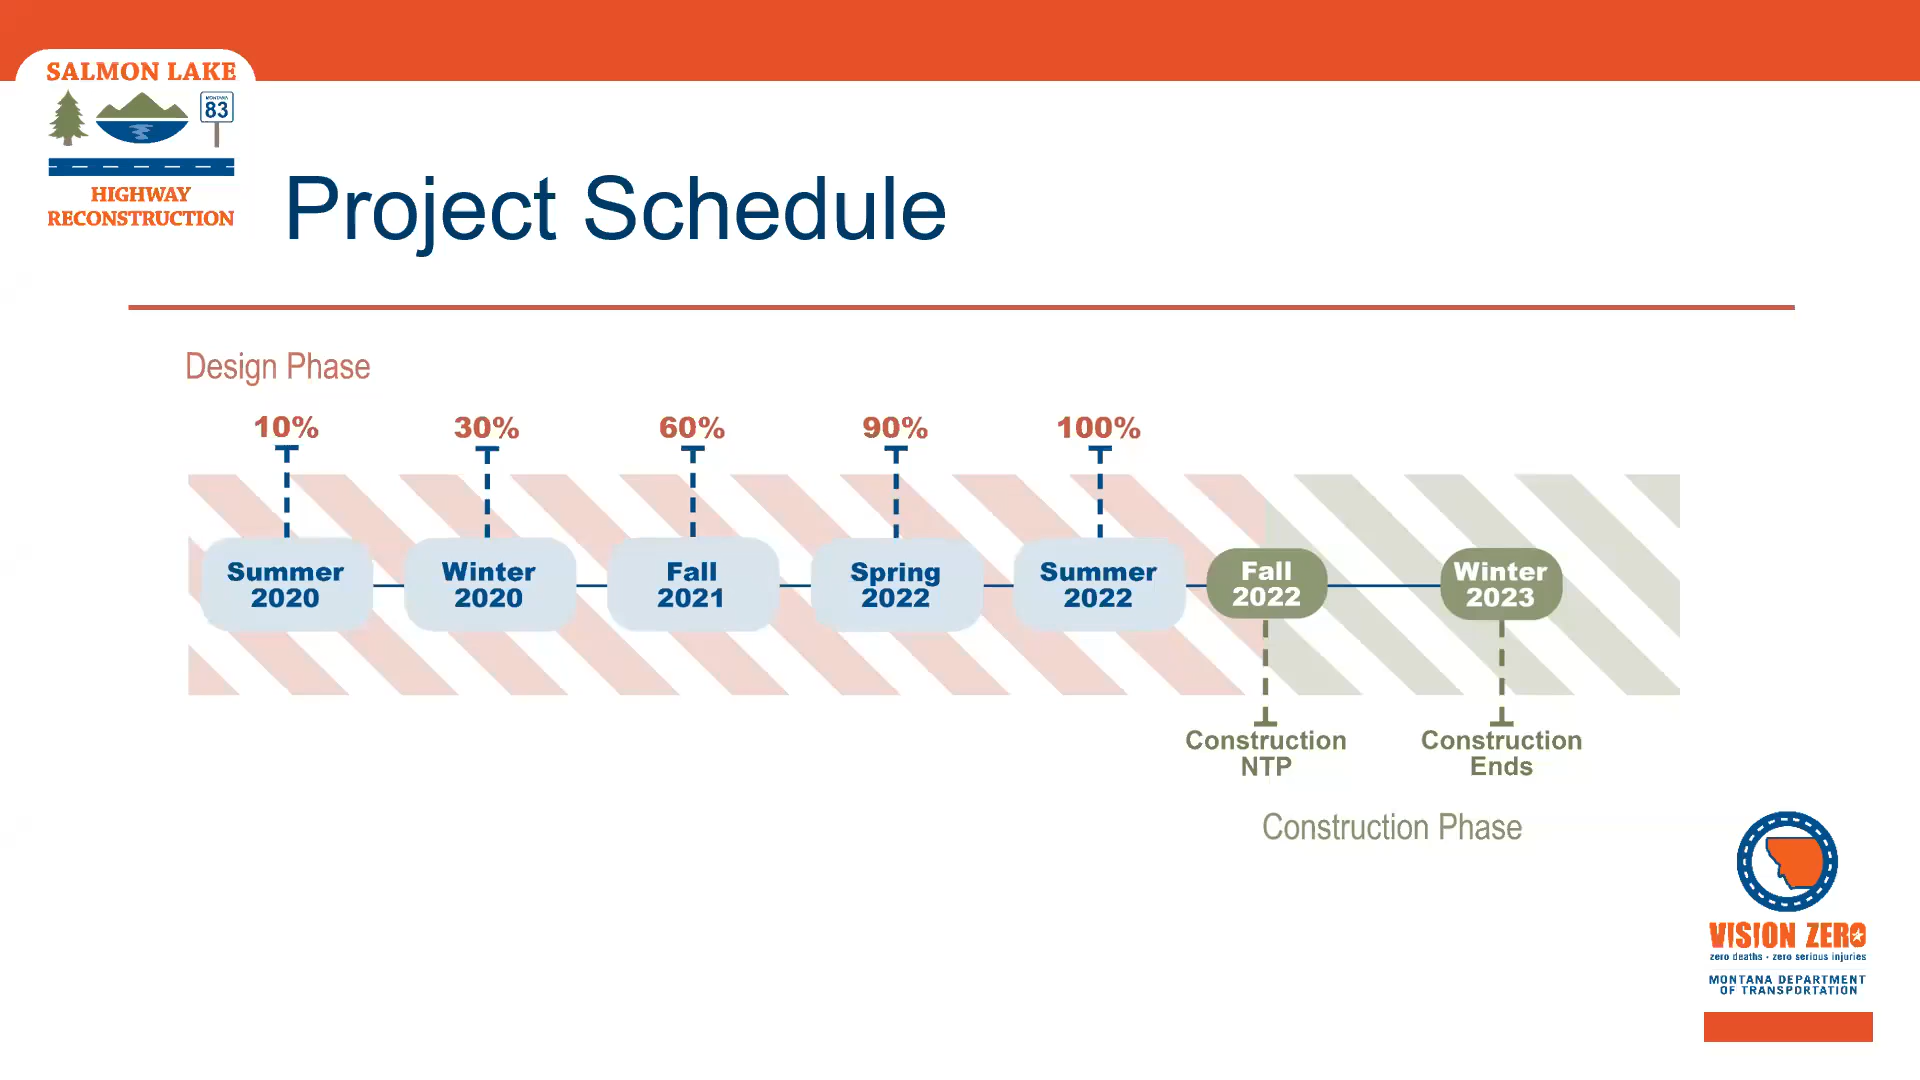 SALMON LAKE
MONTANA
83
HIGHWAY
RECONSTRUCTION
Project Schedule
Design Phase
10% 30% 60% 90% 100%
Summer
2020
Winter
2020
Fall
2021
Spring
2022
Summer
2022
Fall
2022
Winter
2023
Construction
NTP
Construction
Ends
Construction Phase
VISION ZERO
zero deaths · zero serious injuries
MONTANA DEPARTMENT
OF TRANSPORTATION